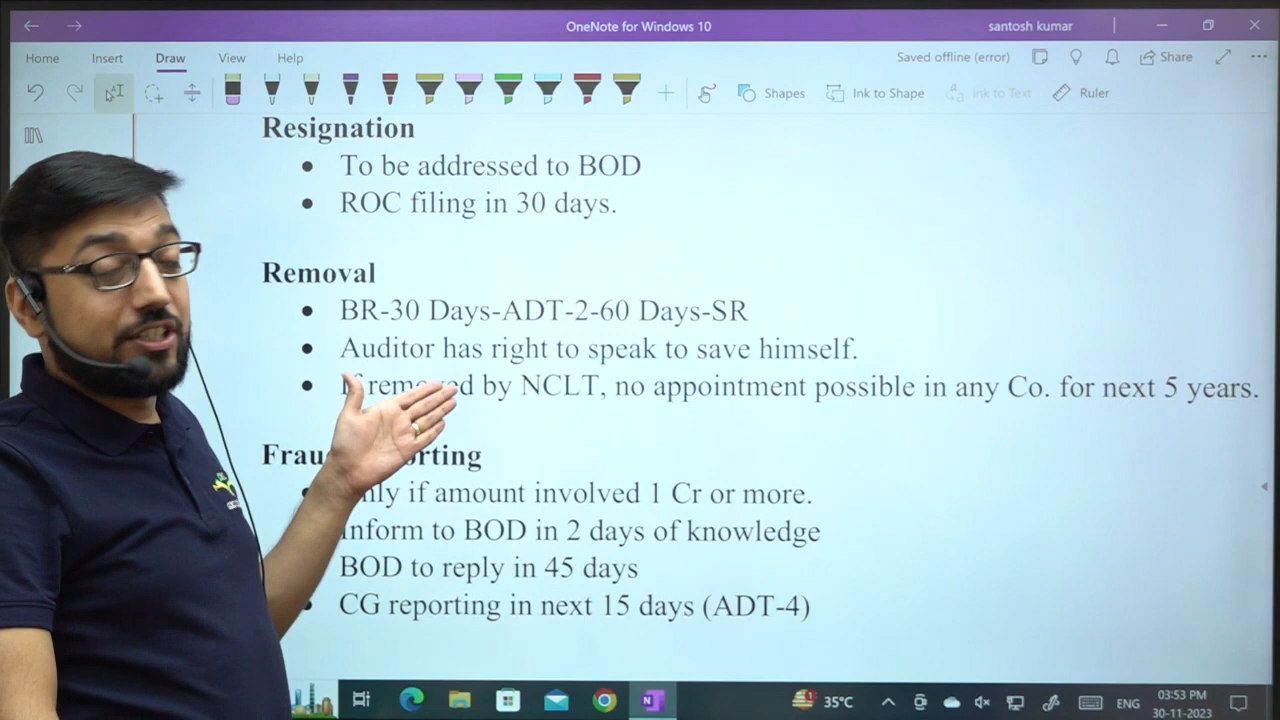 OneNote for Windows 10
santosh kumar
Home Insert Draw View Help
Saved offline (error)
Share
Shapes
Ink to Shape
Ink to Text
Ruler
Resignation
To be addressed to BOD
ROC filing in 30 days.
Removal
BR-30 Days-ADT-2-60 Days-SR
Auditor has right to speak to save himself.
by NCLT, no appointment possible in any Co. for next 5 years.
if amount involved 1 Cr or more.
Inform to BOD in 2 days of knowledge
BOD to reply in 45 days
CG reporting in next 15 days (ADT-4)
35°C
ENG
03:53 PM
30-11-2023